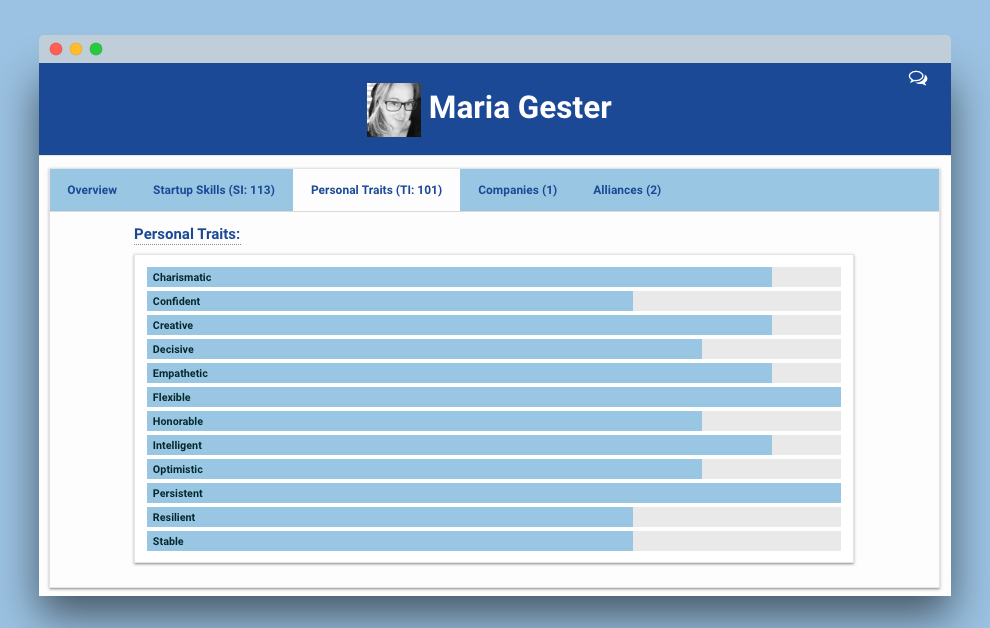 Maria Gester
Overview Startup Skills (SI: 113) Personal Traits (TI: 101) Companies (1) Alliances (2)
Personal Traits:
Charismatic
Confident
Creative
Decisive
Empathetic
Flexible
Honorable
Intelligent
Optimistic
Persistent
Resilient
Stable